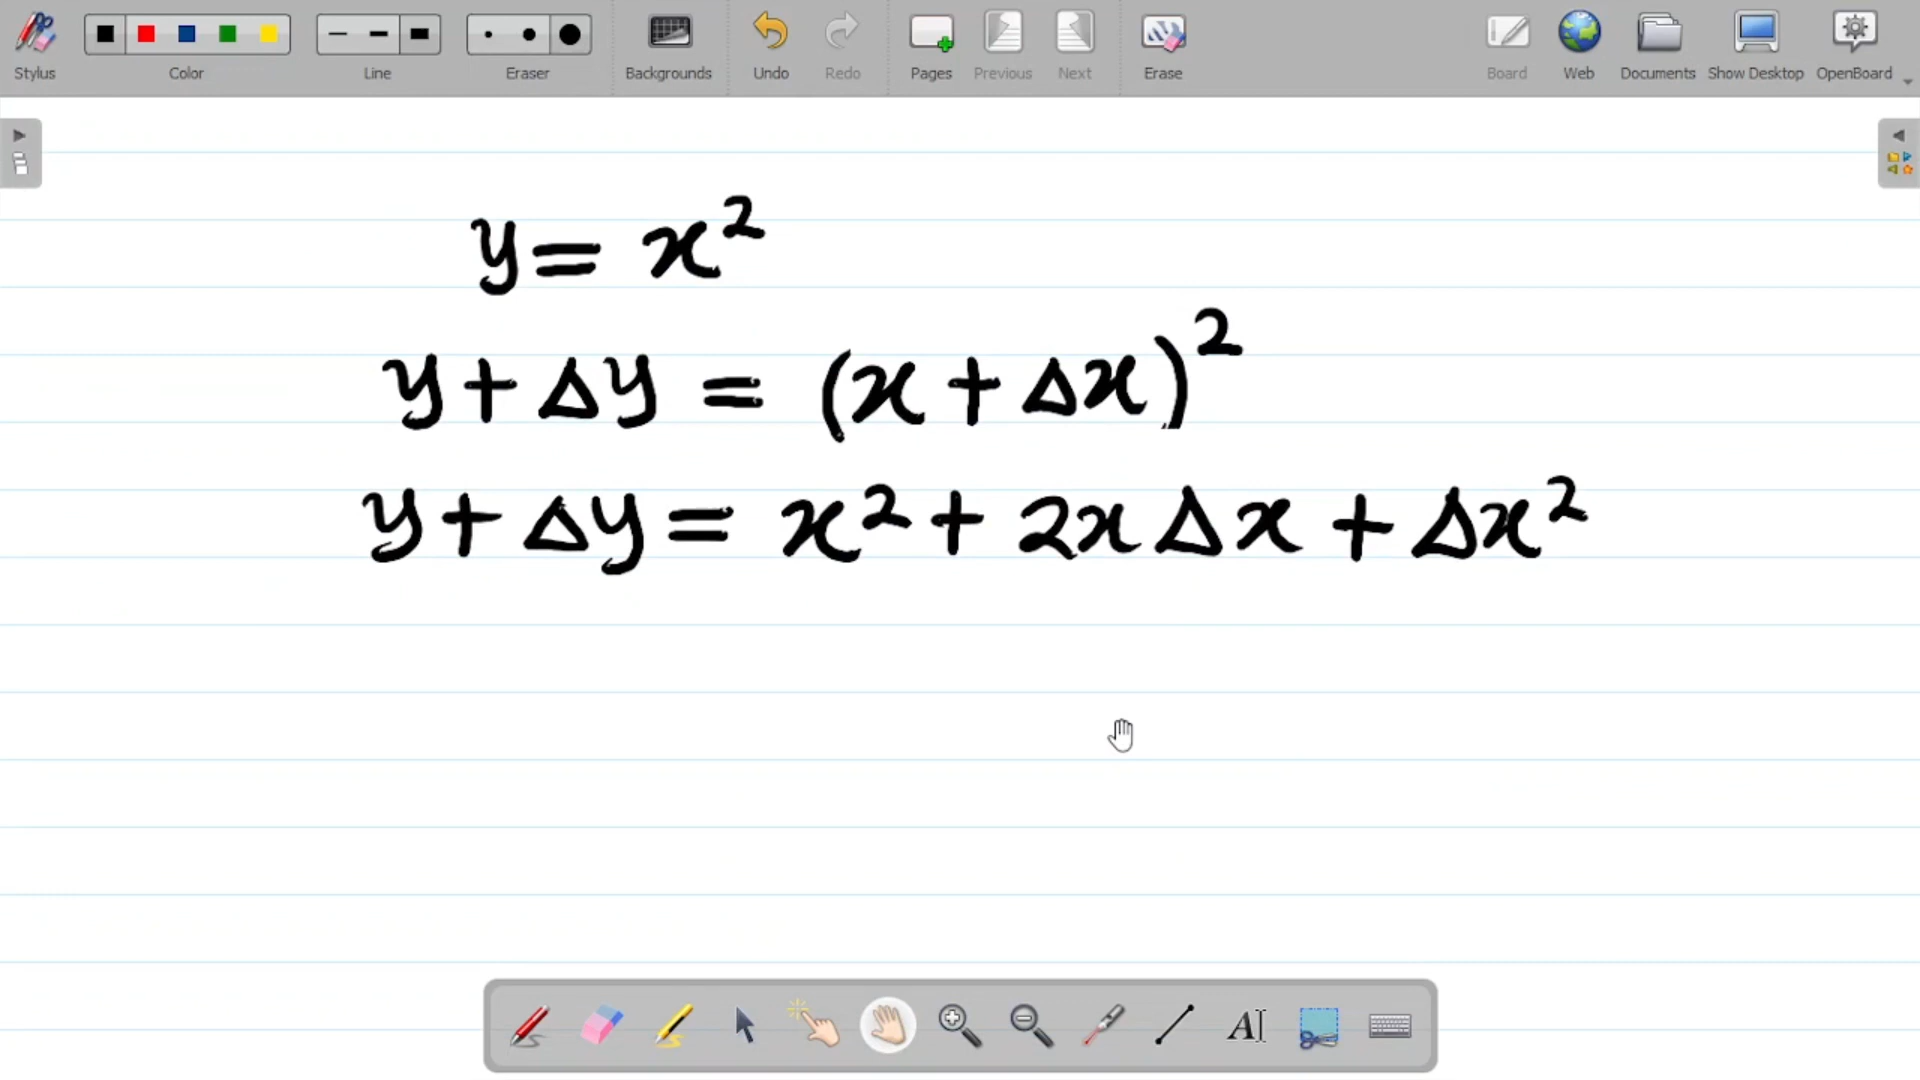 Stylus Color Line Eraser Backgrounds Undo Redo Pages Previous Next Erase Board Web Documents Show Desktop OpenBoard
y = x²
y + Δy = (x + Δx)²
y + Δy = x² + 2xΔx + Δx²